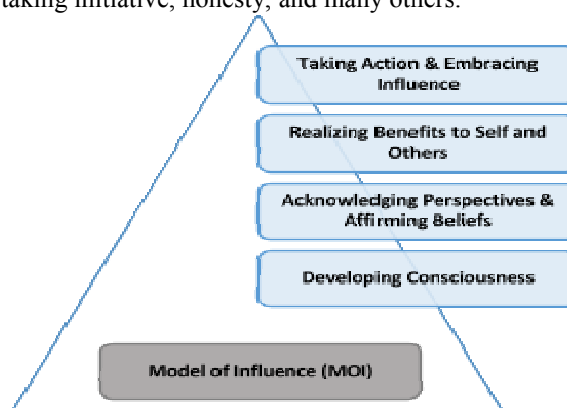 taking initiative, honesty, and many others.
Taking Action & Embracing
Influence
Realizing Benefits to Self and
Others
Acknowledging Perspectives &
Affirming Beliefs
Developing Consciousness
Model of Influence (MOI)